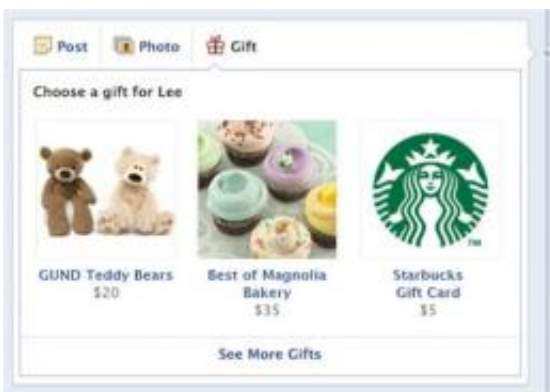 Post Photo Gift
Choose a gift for Lee
GUND Teddy Bears
$20
Best of Magnolia
Bakery
$35
Starbucks
Gift Card
$5
TM
See More Gifts